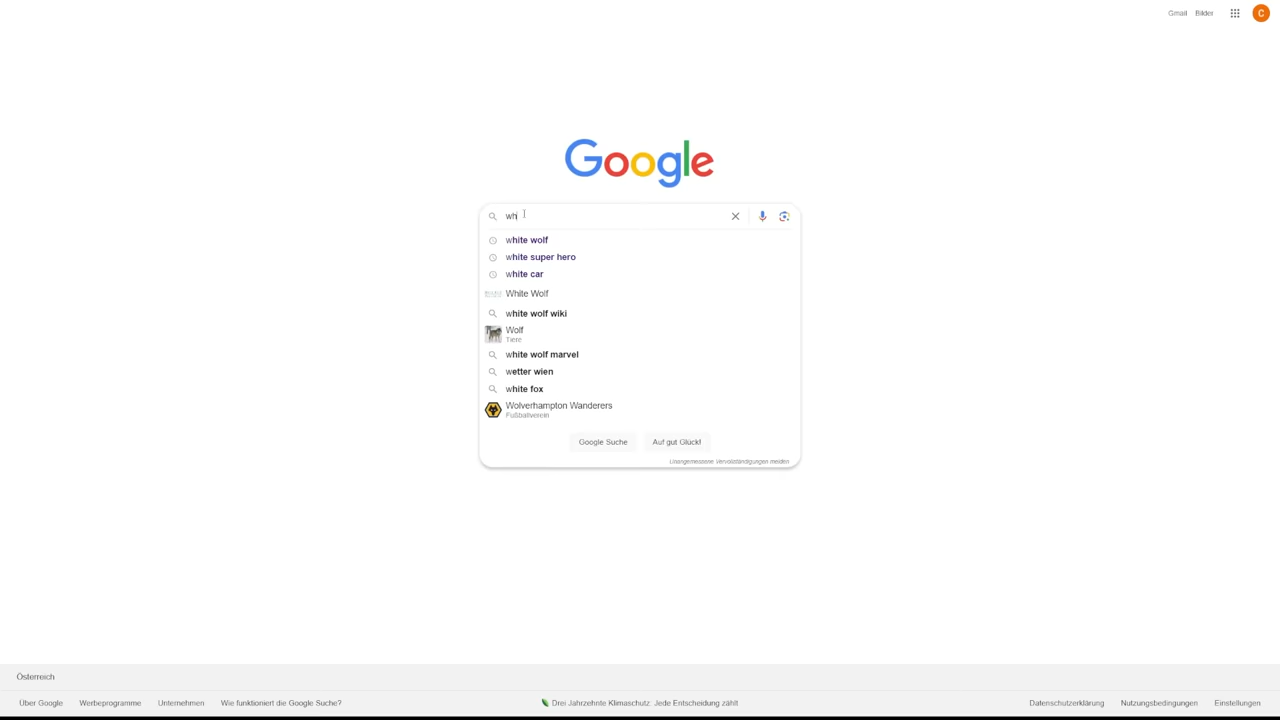 Gmail Bilder C
Google
wh
white wolf
white super hero
white car
White Wolf
white wolf wiki
Wolf
Tiere
white wolf marvel
wetter wien
white fox
Wolverhampton Wanderers
Fußballverein
Google Suche Auf gut Glück!
Unangemessene Vervollständigungen melden
Österreich
Über Google Werbeprogramme Unternehmen Wie funktioniert die Google Suche? Drei Jahrzehnte Klimaschutz: Jede Entscheidung zählt Datenschutzerklärung Nutzungsbedingungen Einstellungen